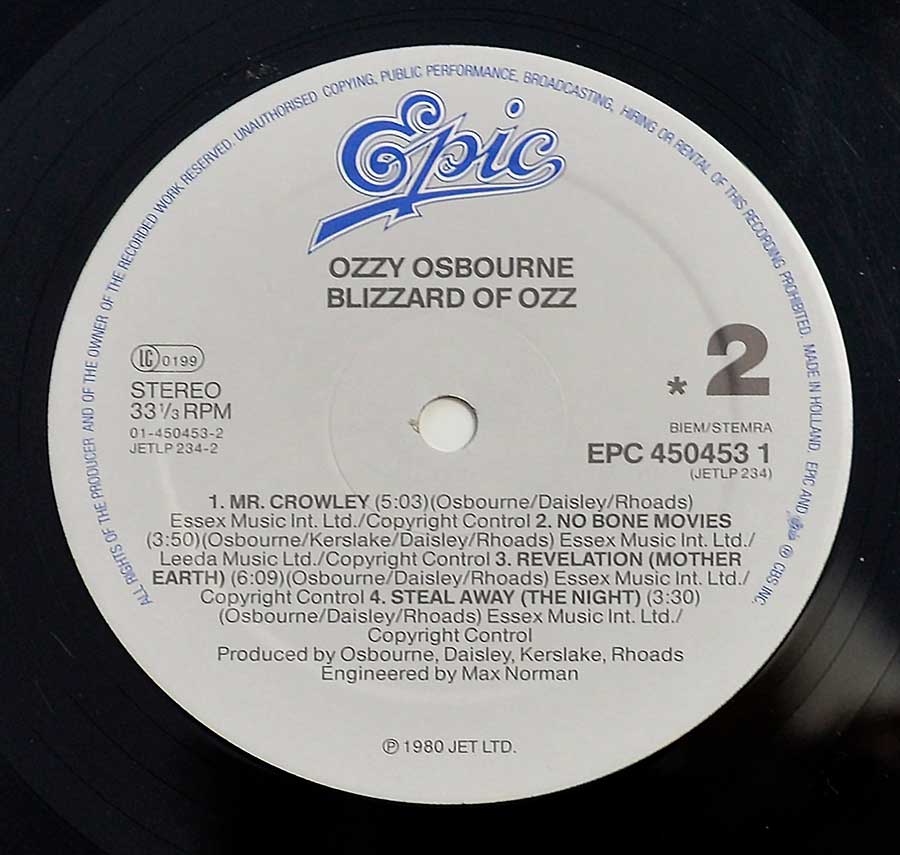 ALL RIGHTS OF THE PRODUCER AND OF THE OWNER OF THE RECORDED WORK RESERVED. UNAUTHORISED COPYING, PUBLIC PERFORMANCE, BROADCASTING, HIRING OR RENTAL OF THIS RECORDING PROHIBITED. MADE IN HOLLAND. EPIC AND Epic ℗ CBS INC.
Epic
OZZY OSBOURNE
BLIZZARD OF OZZ
LC 0199
STEREO
33 1/3 RPM
01-450453-2
JETLP 234-2
* 2
BIEM/STEMRA
EPC 450453 1
(JETLP 234)
1. MR. CROWLEY (5:03)(Osbourne/Daisley/Rhoads)
Essex Music Int. Ltd./Copyright Control 2. NO BONE MOVIES
(3:50)(Osbourne/Kerslake/Daisley/Rhoads) Essex Music Int. Ltd./
Leeda Music Ltd./Copyright Control 3. REVELATION (MOTHER
EARTH) (6:09)(Osbourne/Daisley/Rhoads) Essex Music Int. Ltd./
Copyright Control 4. STEAL AWAY (THE NIGHT) (3:30)
(Osbourne/Daisley/Rhoads) Essex Music Int. Ltd./
Copyright Control
Produced by Osbourne, Daisley, Kerslake, Rhoads
Engineered by Max Norman
℗ 1980 JET LTD.